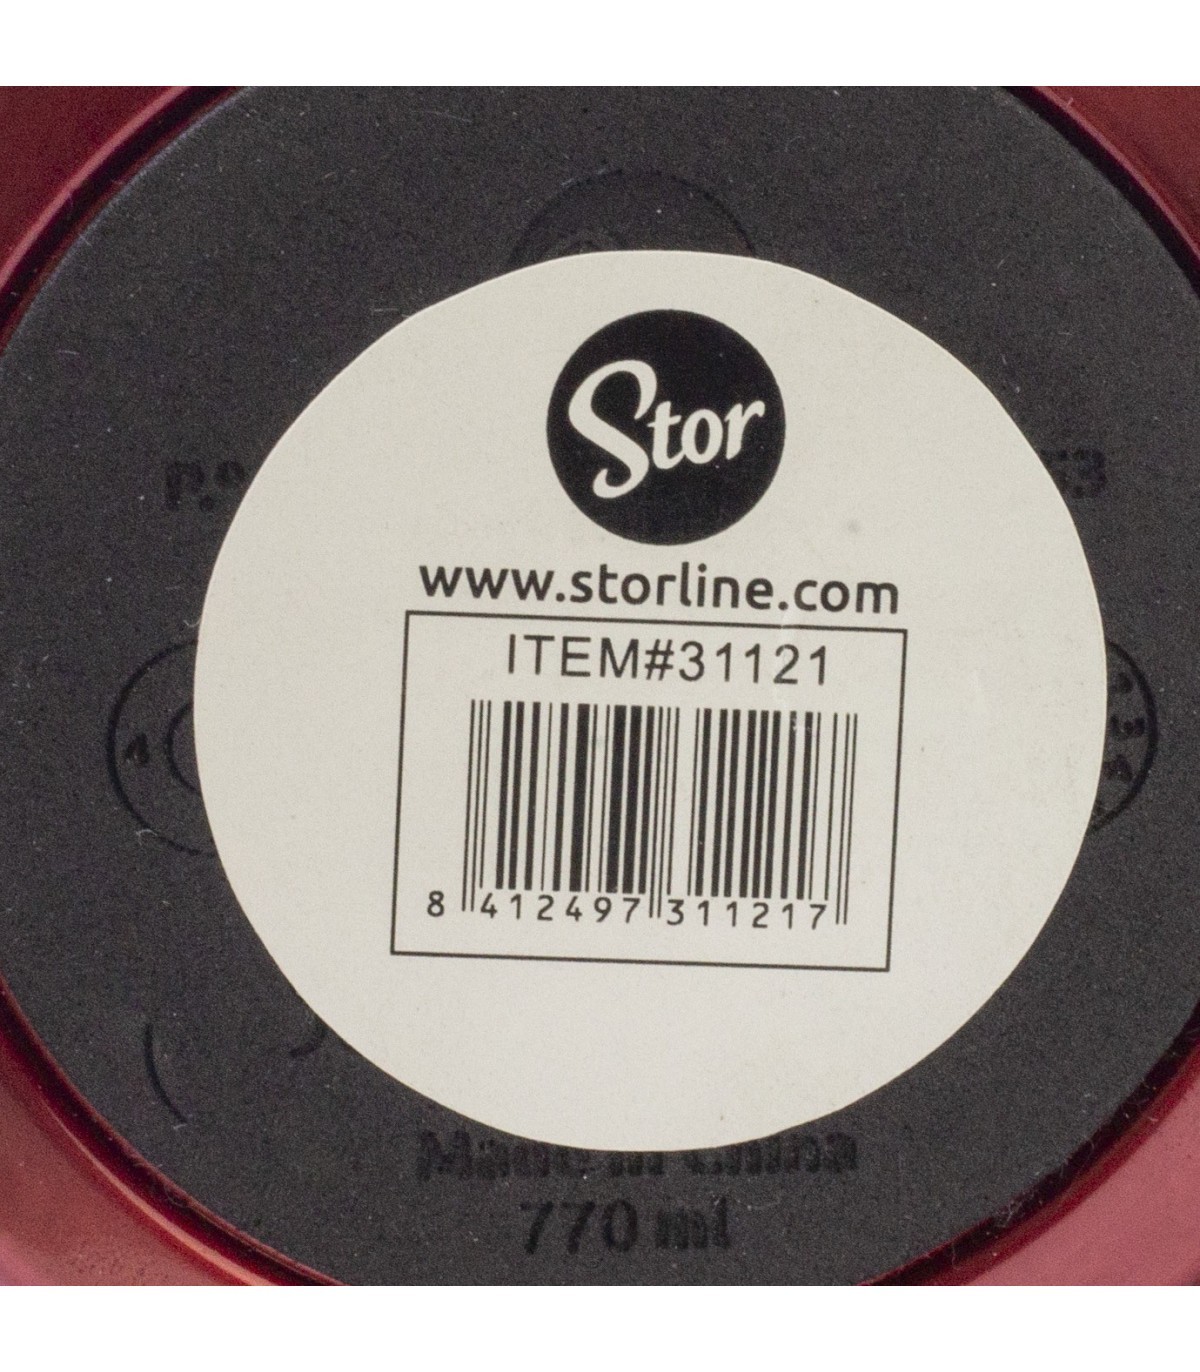 Stor
www.storline.com
ITEM#31121
8 412497 311217
Made in China
770 ml